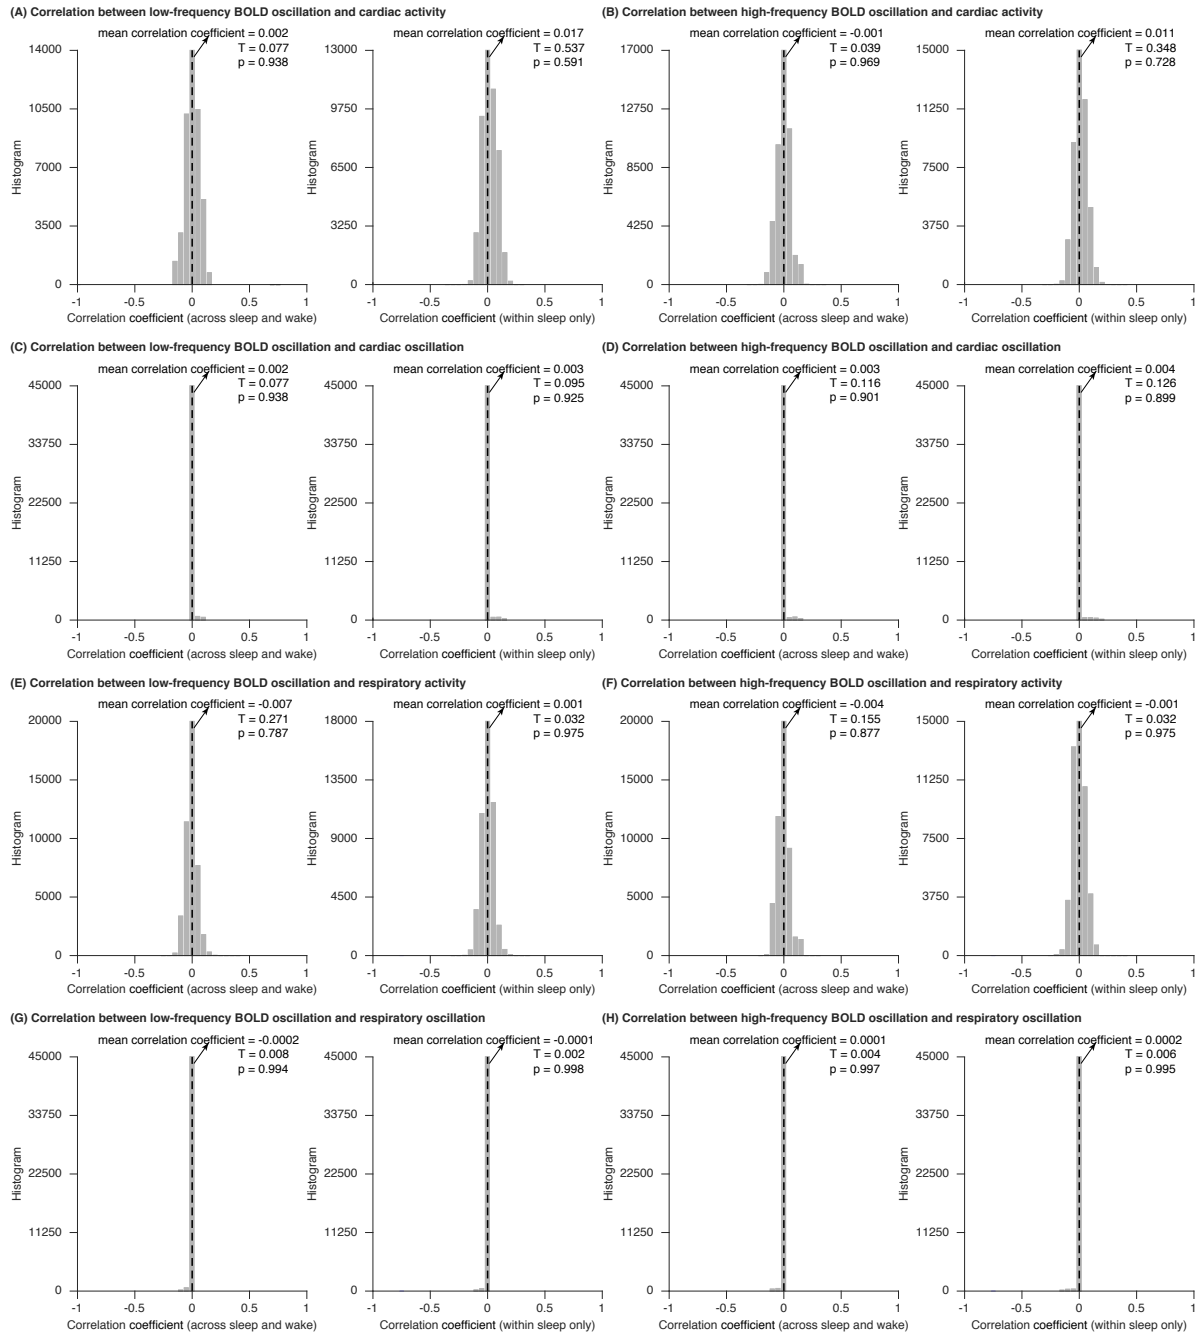 (A) Correlation between low-frequency BOLD oscillation and cardiac activity
mean correlation coefficient = 0.002
T = 0.077
p = 0.938
14000
10500
7000
3500
0
Histogram
-1 -0.5 0 0.5 1
Correlation coefficient (across sleep and wake)
mean correlation coefficient = 0.017
T = 0.537
p = 0.591
13000
9750
6500
3250
0
Histogram
-1 -0.5 0 0.5 1
Correlation coefficient (within sleep only)
(B) Correlation between high-frequency BOLD oscillation and cardiac activity
mean correlation coefficient = -0.001
T = 0.039
p = 0.969
17000
12750
8500
4250
0
Histogram
-1 -0.5 0 0.5 1
Correlation coefficient (across sleep and wake)
mean correlation coefficient = 0.011
T = 0.348
p = 0.728
15000
11250
7500
3750
0
Histogram
-1 -0.5 0 0.5 1
Correlation coefficient (within sleep only)
(C) Correlation between low-frequency BOLD oscillation and cardiac oscillation
mean correlation coefficient = 0.002
T = 0.077
p = 0.938
45000
33750
22500
11250
0
Histogram
-1 -0.5 0 0.5 1
Correlation coefficient (across sleep and wake)
mean correlation coefficient = 0.003
T = 0.095
p = 0.925
45000
33750
22500
11250
0
Histogram
-1 -0.5 0 0.5 1
Correlation coefficient (within sleep only)
(D) Correlation between high-frequency BOLD oscillation and cardiac oscillation
mean correlation coefficient = 0.003
T = 0.116
p = 0.901
45000
33750
22500
11250
0
Histogram
-1 -0.5 0 0.5 1
Correlation coefficient (across sleep and wake)
mean correlation coefficient = 0.004
T = 0.126
p = 0.899
45000
33750
22500
11250
0
Histogram
-1 -0.5 0 0.5 1
Correlation coefficient (within sleep only)
(E) Correlation between low-frequency BOLD oscillation and respiratory activity
mean correlation coefficient = -0.007
T = 0.271
p = 0.787
20000
15000
10000
5000
0
Histogram
-1 -0.5 0 0.5 1
Correlation coefficient (across sleep and wake)
mean correlation coefficient = 0.001
T = 0.032
p = 0.975
18000
13500
9000
4500
0
Histogram
-1 -0.5 0 0.5 1
Correlation coefficient (within sleep only)
(F) Correlation between high-frequency BOLD oscillation and respiratory activity
mean correlation coefficient = -0.004
T = 0.155
p = 0.877
20000
15000
10000
5000
0
Histogram
-1 -0.5 0 0.5 1
Correlation coefficient (across sleep and wake)
mean correlation coefficient = -0.001
T = 0.032
p = 0.975
15000
11250
7500
3750
0
Histogram
-1 -0.5 0 0.5 1
Correlation coefficient (within sleep only)
(G) Correlation between low-frequency BOLD oscillation and respiratory oscillation
mean correlation coefficient = -0.0002
T = 0.008
p = 0.994
45000
33750
22500
11250
0
Histogram
-1 -0.5 0 0.5 1
Correlation coefficient (across sleep and wake)
mean correlation coefficient = -0.0001
T = 0.002
p = 0.998
45000
33750
22500
11250
0
Histogram
-1 -0.5 0 0.5 1
Correlation coefficient (within sleep only)
(H) Correlation between high-frequency BOLD oscillation and respiratory oscillation
mean correlation coefficient = 0.0001
T = 0.004
p = 0.997
45000
33750
22500
11250
0
Histogram
-1 -0.5 0 0.5 1
Correlation coefficient (across sleep and wake)
mean correlation coefficient = 0.0002
T = 0.006
p = 0.995
45000
33750
22500
11250
0
Histogram
-1 -0.5 0 0.5 1
Correlation coefficient (within sleep only)